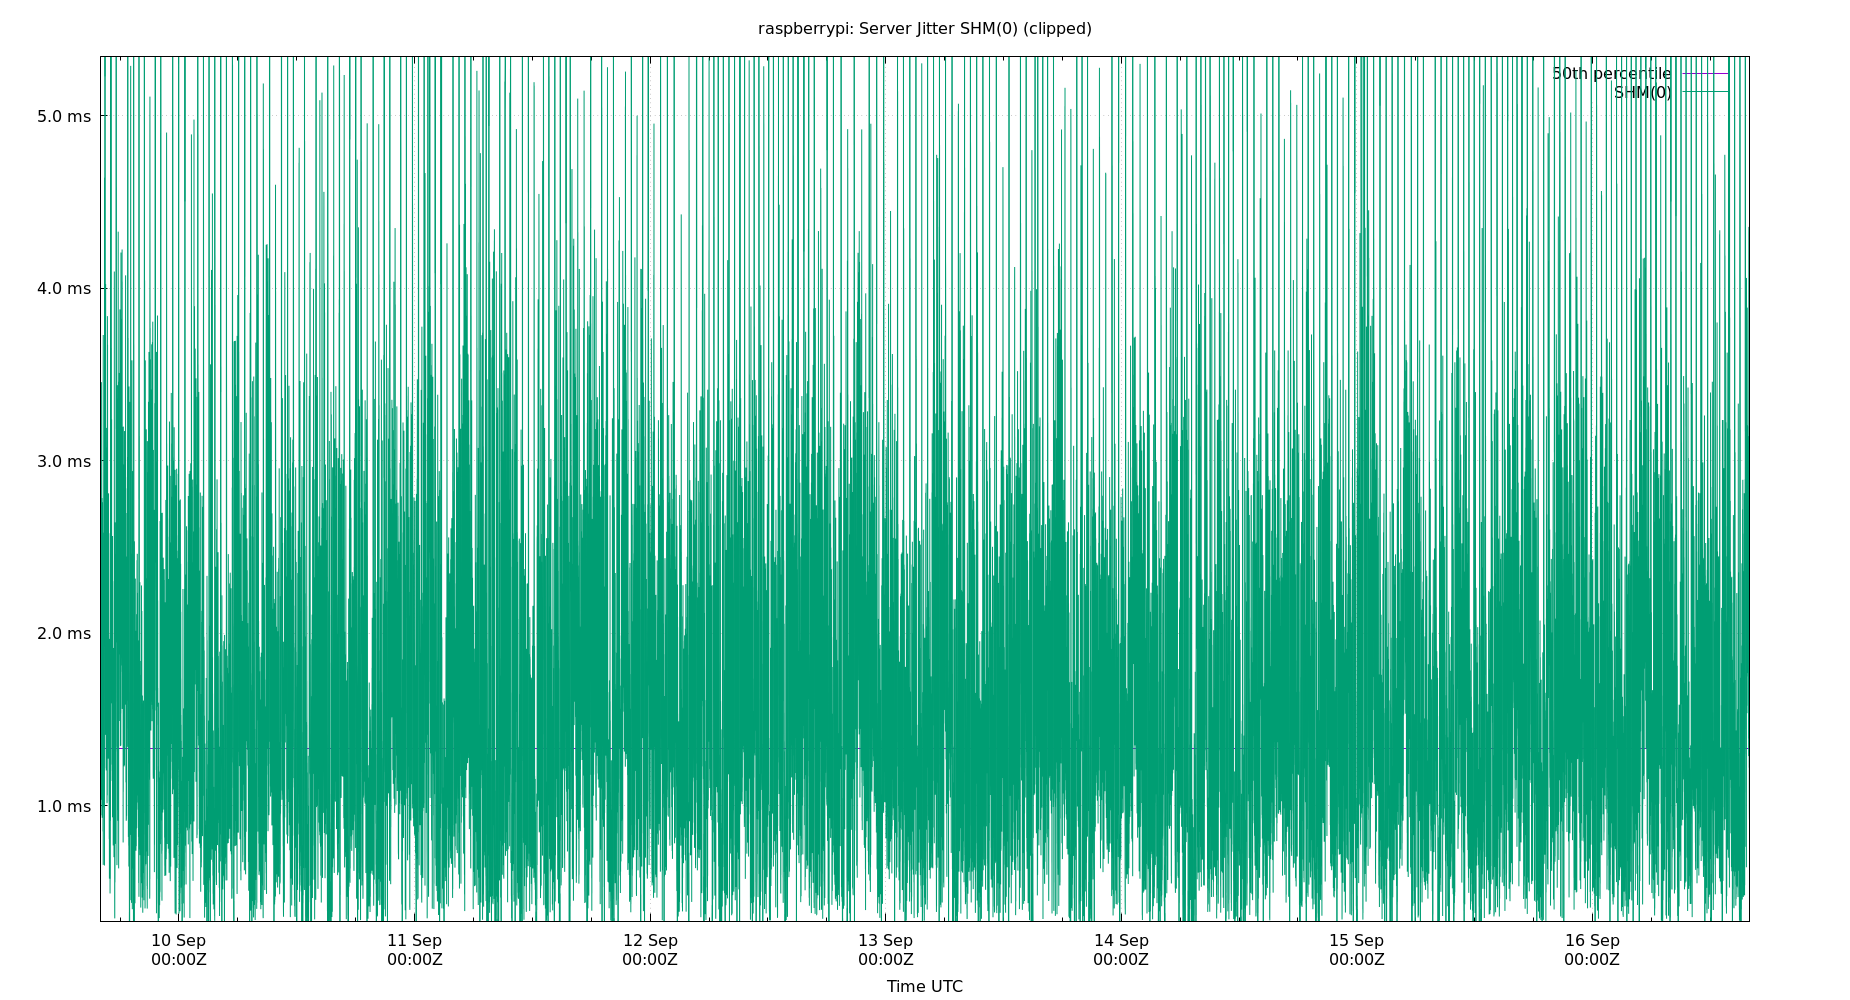 raspberrypi: Server Jitter SHM(0) (clipped)
50th percentile
SHM(0)
5.0 ms
4.0 ms
3.0 ms
2.0 ms
1.0 ms
10 Sep 11 Sep 12 Sep 13 Sep 14 Sep 15 Sep 16 Sep
00:00Z 00:00Z 00:00Z 00:00Z 00:00Z 00:00Z 00:00Z
Time UTC